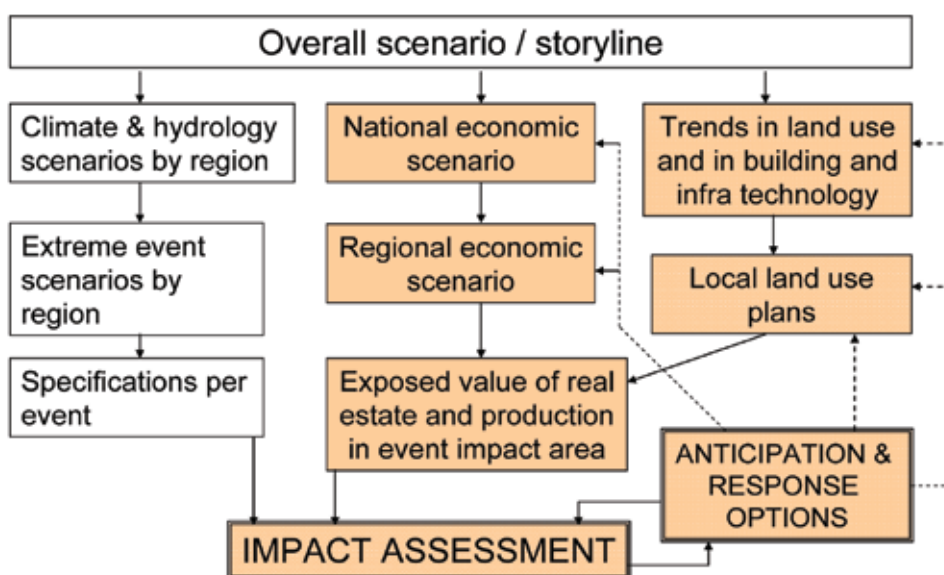 Overall scenario / storyline
Climate & hydrology
scenarios by region
National economic
scenario
Trends in land use
and in building and
infra technology
Extreme event
scenarios by
region
Regional economic
scenario
Local land use
plans
Specifications per
event
Exposed value of real
estate and production
in event impact area
ANTICIPATION &
RESPONSE
OPTIONS
IMPACT ASSESSMENT